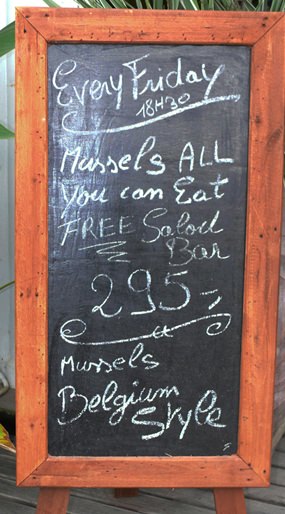 Every Friday
18H30
Mussels ALL
you can Eat
FREE Salad
Bar
295,-
Mussels
Belgium
Style